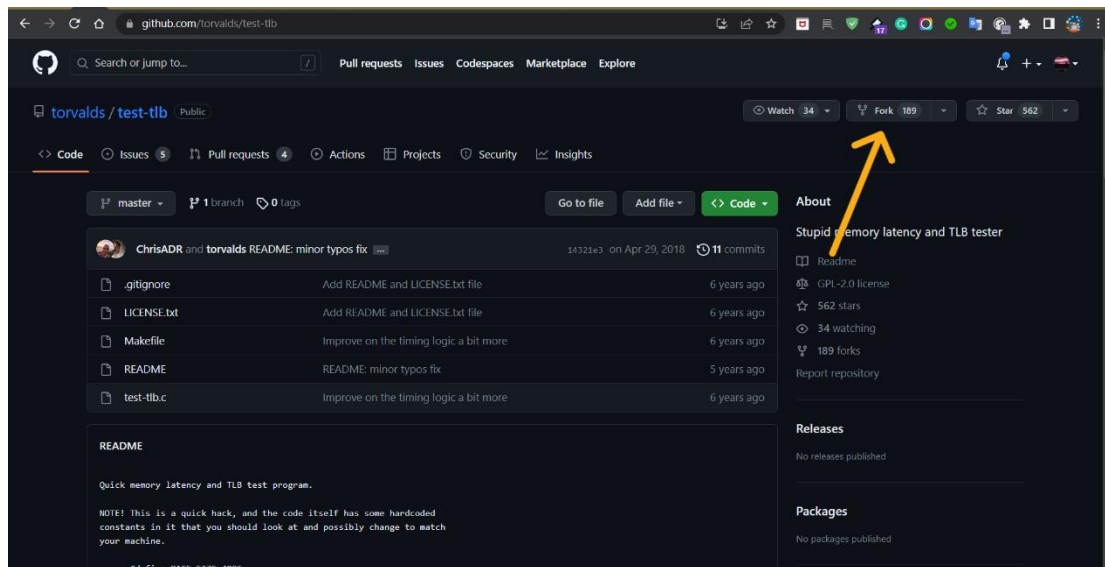 github.com/torvalds/test-tlb
17
Search or jump to... /
Pull requests Issues Codespaces Marketplace Explore
torvalds / test-tlb Public
Watch 34 Fork 189 Star 562
Code Issues 5 Pull requests 4 Actions Projects Security Insights
master 1 branch 0 tags Go to file Add file Code
ChrisADR and torvalds README: minor typos fix ... 14321e3 on Apr 29, 2018 11 commits
.gitignore Add README and LICENSE.txt file 6 years ago
LICENSE.txt Add README and LICENSE.txt file 6 years ago
Makefile Improve on the timing logic a bit more 6 years ago
README README: minor typos fix 5 years ago
test-tlb.c Improve on the timing logic a bit more 6 years ago
README
Quick memory latency and TLB test program.
NOTE! This is a quick hack, and the code itself has some hardcoded
constants in it that you should look at and possibly change to match
your machine.
About
Stupid memory latency and TLB tester
Readme
GPL-2.0 license
562 stars
34 watching
189 forks
Report repository
Releases
No releases published
Packages
No packages published